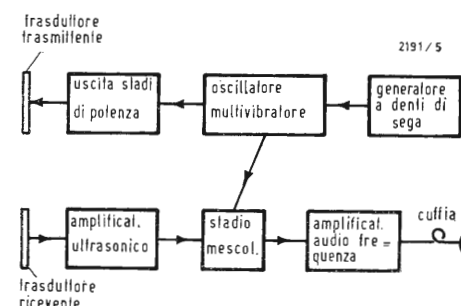 trasduttore
trasmittente
2191/5
uscita stadi
di potenza
oscillatore
multivibratore
generatore
a denti di
sega
amplificat.
ultrasonico
stadio
mescol.
amplificat.
audio fre=
quenza
cuffia
trasduttore
ricevente